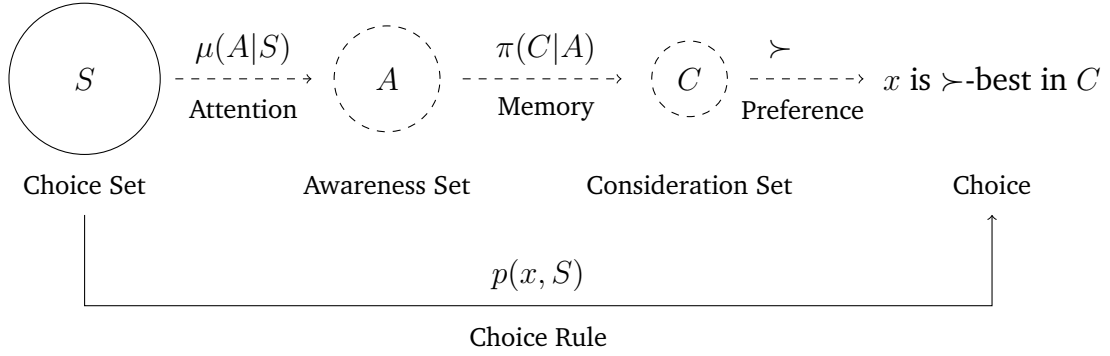 μ(A|S) π(C|A) ≻
S A C x is ≻-best in C
Attention Memory Preference
Choice Set Awareness Set Consideration Set Choice
p(x, S)
Choice Rule